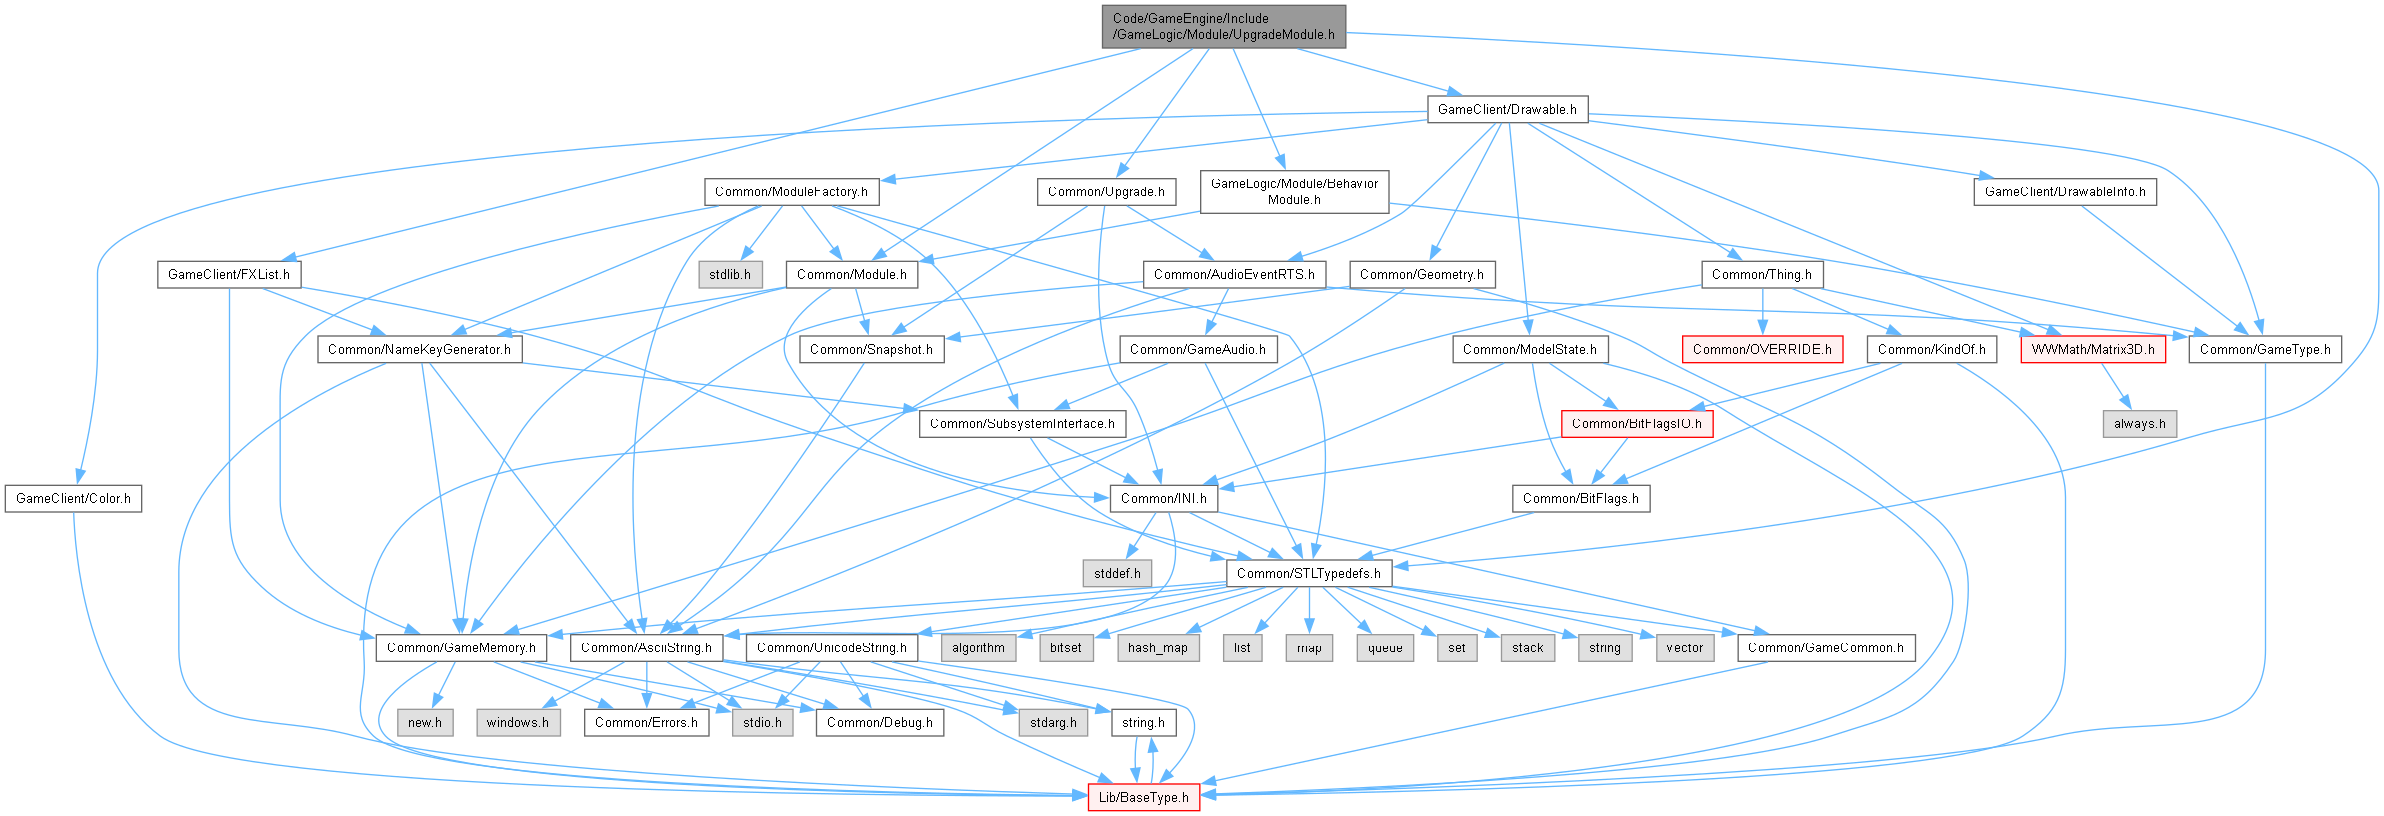 Code/GameEngine/Include
/GameLogic/Module/UpgradeModule.h
GameClient/Drawable.h
Common/ModuleFactory.h
Common/Upgrade.h
GameLogic/Module/Behavior
Module.h
GameClient/DrawableInfo.h
GameClient/FXList.h
stdlib.h
Common/Module.h
Common/AudioEventRTS.h
Common/Geometry.h
Common/Thing.h
Common/NameKeyGenerator.h
Common/Snapshot.h
Common/GameAudio.h
Common/ModelState.h
Common/OVERRIDE.h
Common/KindOf.h
WWMath/Matrix3D.h
Common/GameType.h
Common/SubsystemInterface.h
Common/BitFlagsIO.h
always.h
GameClient/Color.h
Common/INI.h
Common/BitFlags.h
stddef.h
Common/STLTypedefs.h
Common/GameMemory.h
Common/AsciiString.h
Common/UnicodeString.h
algorithm
bitset
hash_map
list
map
queue
set
stack
string
vector
Common/GameCommon.h
new.h
windows.h
Common/Errors.h
stdio.h
Common/Debug.h
stdarg.h
string.h
Lib/BaseType.h